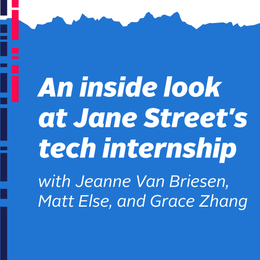 An inside look
at Jane Street's
tech internship
with Jeanne Van Briesen,
Matt Else, and Grace Zhang